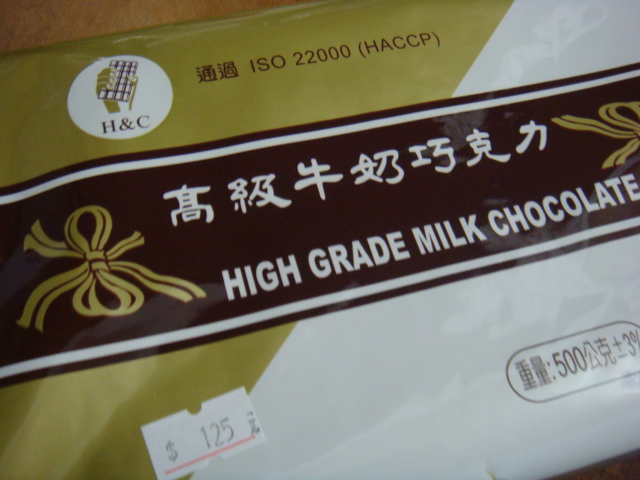 H&C
通過 ISO 22000 (HACCP)
高級牛奶巧克力
HIGH GRADE MILK CHOCOLATE
重量:500公克±3%
$ 125 元